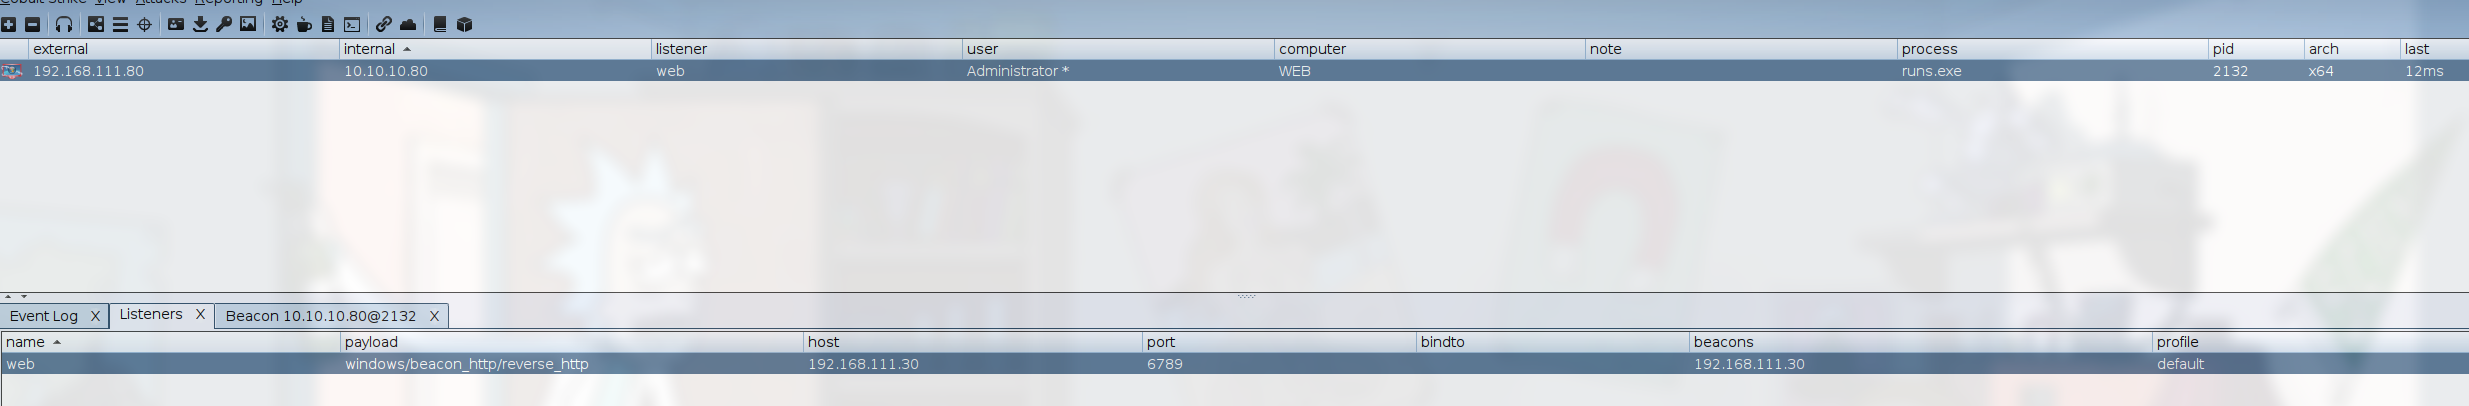 Cobalt Strike View Attacks Reporting Help
external internal listener user computer note process pid arch last
192.168.111.80 10.10.10.80 web Administrator * WEB runs.exe 2132 x64 12ms
Event Log X Listeners X Beacon 10.10.10.80@2132 X
name payload host port bindto beacons profile
web windows/beacon_http/reverse_http 192.168.111.30 6789 192.168.111.30 default